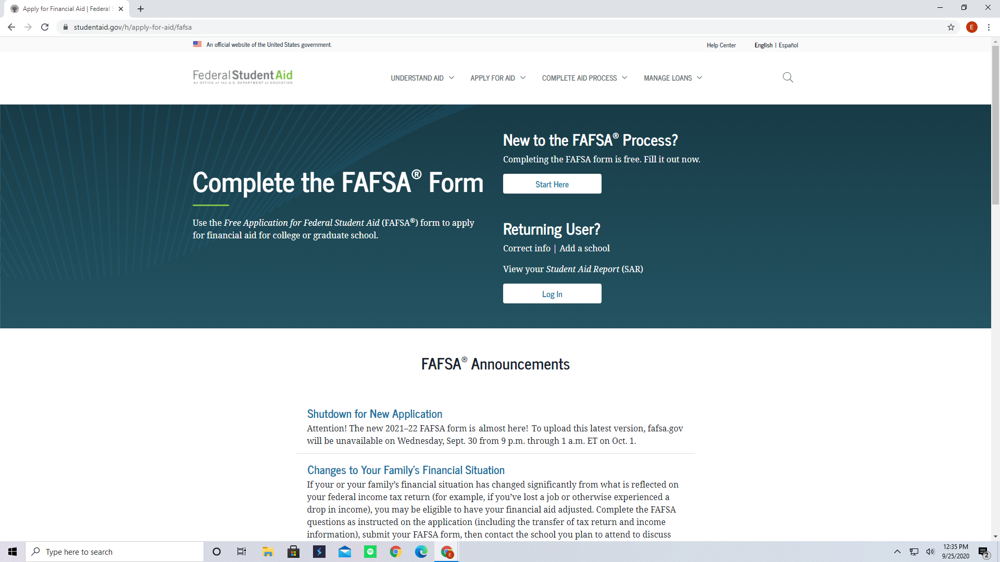 Apply for Financial Aid | Federal S
studentaid.gov/h/apply-for-aid/fafsa
E
An official website of the United States government.
Help Center
English | Español
Federal StudentAid
An OFFICE of the U.S. DEPARTMENT of EDUCATION
UNDERSTAND AID
APPLY FOR AID
COMPLETE AID PROCESS
MANAGE LOANS
Complete the FAFSA® Form
Use the Free Application for Federal Student Aid (FAFSA®) form to apply
for financial aid for college or graduate school.
New to the FAFSA® Process?
Completing the FAFSA form is free. Fill it out now.
Start Here
Returning User?
Correct info | Add a school
View your Student Aid Report (SAR)
Log In
FAFSA® Announcements
Shutdown for New Application
Attention! The new 2021–22 FAFSA form is almost here! To upload this latest version, fafsa.gov
will be unavailable on Wednesday, Sept. 30 from 9 p.m. through 1 a.m. ET on Oct. 1.
Changes to Your Family’s Financial Situation
If your or your family’s financial situation has changed significantly from what is reflected on
your federal income tax return (for example, if you’ve lost a job or otherwise experienced a
drop in income), you may be eligible to have your financial aid adjusted. Complete the FAFSA
questions as instructed on the application (including the transfer of tax return and income
information), submit your FAFSA form, then contact the school you plan to attend to discuss
Type here to search
E
12:35 PM
9/25/2020
2